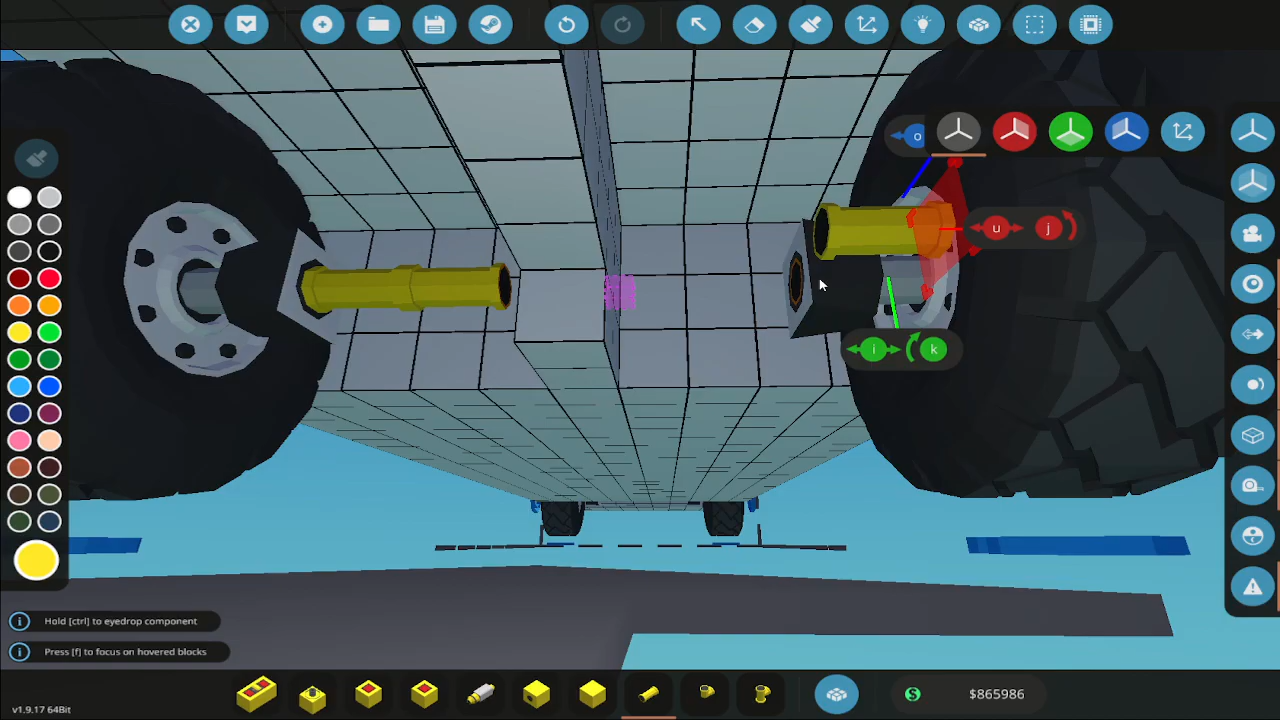 o
u
j
i
k
Hold [ctrl] to eyedrop component
Press [f] to focus on hovered blocks
v1.9.17 64Bit
$ $865986